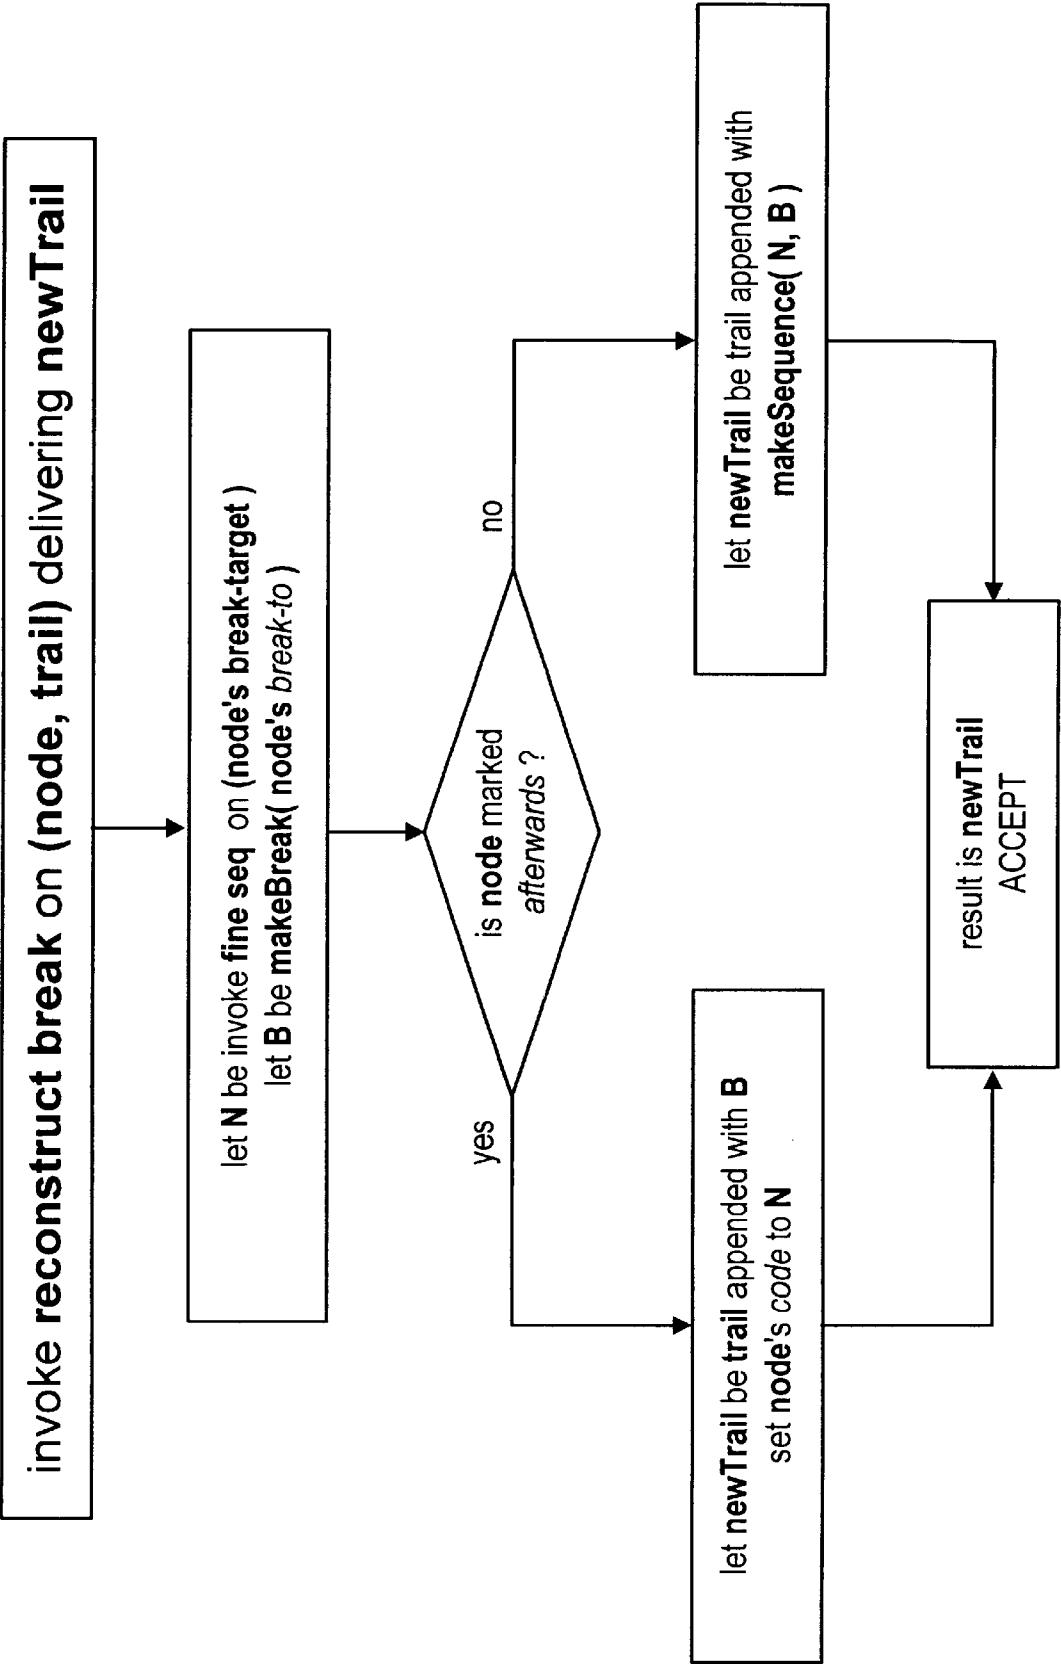 invoke reconstruct break on (node, trail) delivering newTrail
let N be invoke fine seq on (node's break-target )
let B be makeBreak( node's break-to )
is node marked
afterwards ?
yes
no
let newTrail be trail appended with B
set node's code to N
let newTrail be trail appended with
makeSequence( N, B )
result is newTrail
ACCEPT